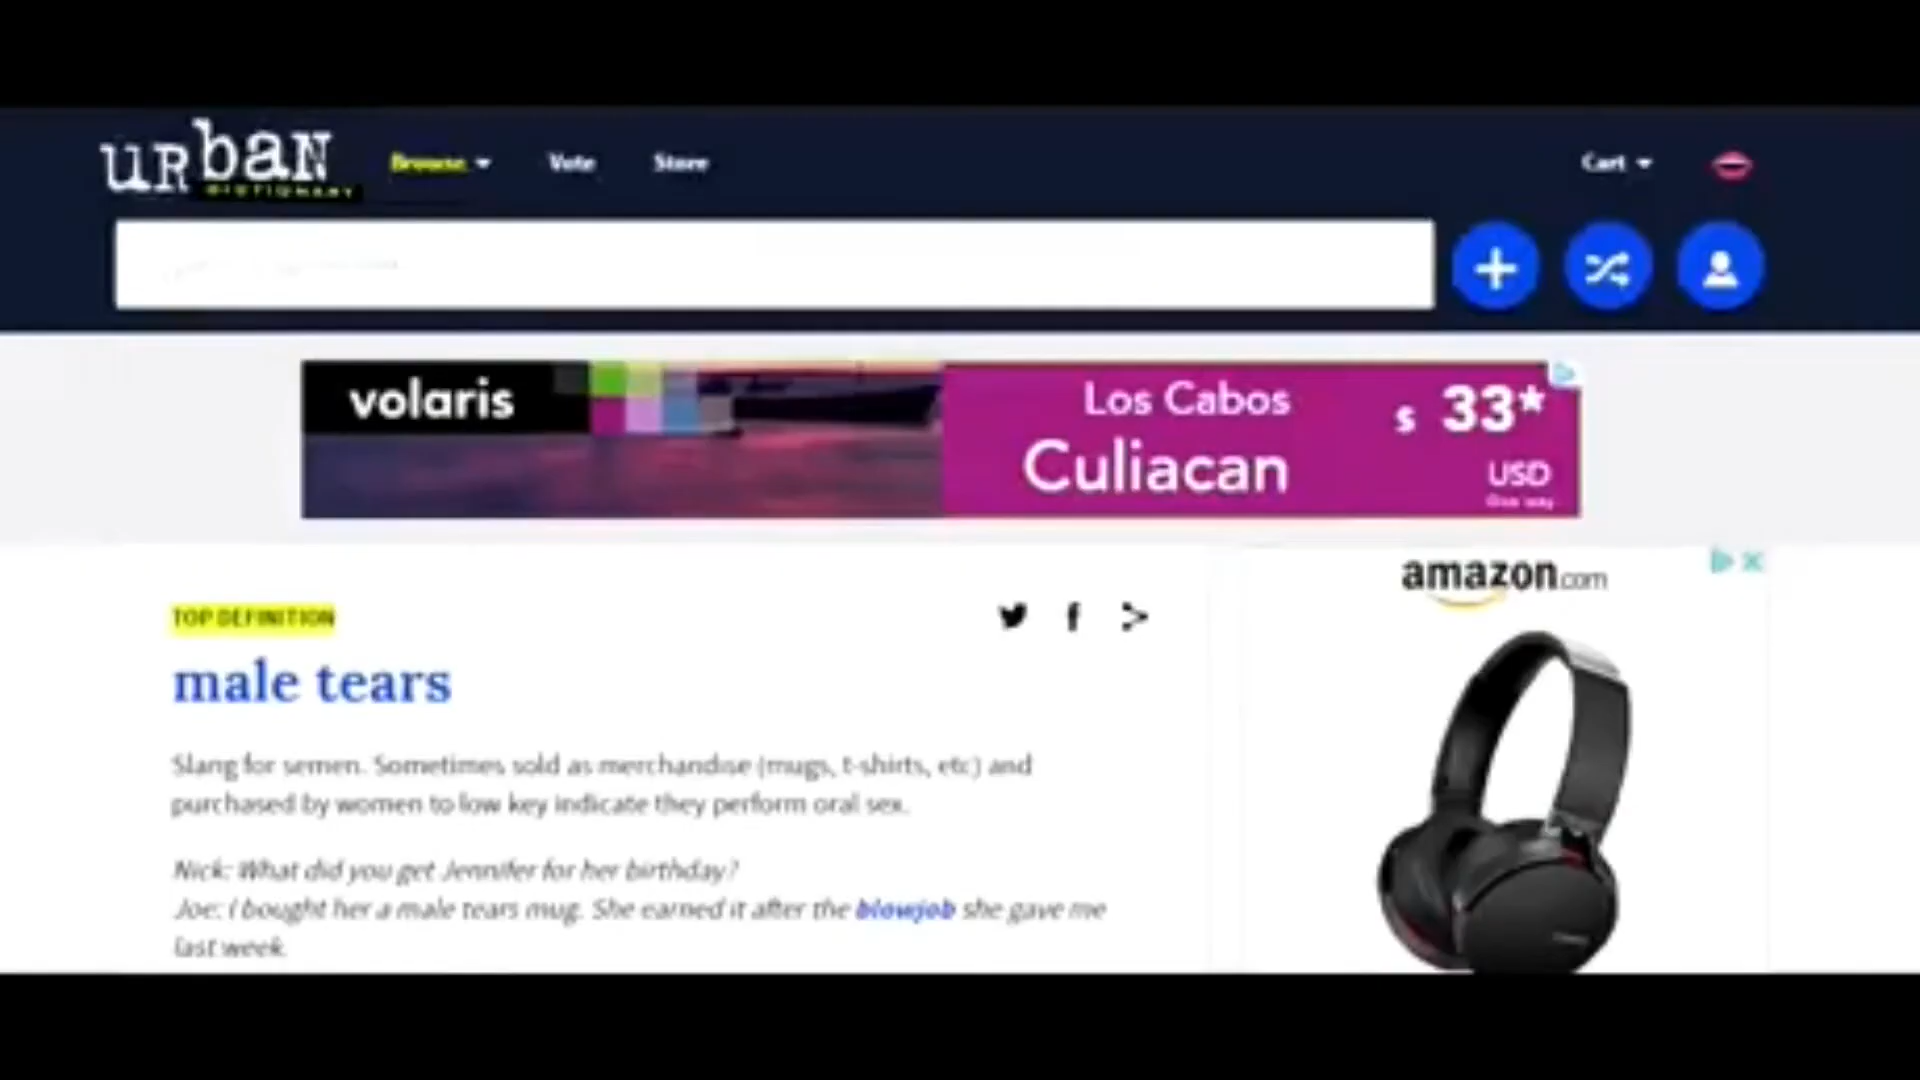 urban
DICTIONARY
Browse
Vote
Store
Cart
volaris
Los Cabos
Culiacan
$ 33*
USD
One way
amazon.com
TOP DEFINITION
male tears
Slang for semen. Sometimes sold as merchandise (mugs, t-shirts, etc) and
purchased by women to low key indicate they perform oral sex.
Nick: What did you get Jennifer for her birthday?
Joe: I bought her a male tears mug. She earned it after the blowjob she gave me
last week.